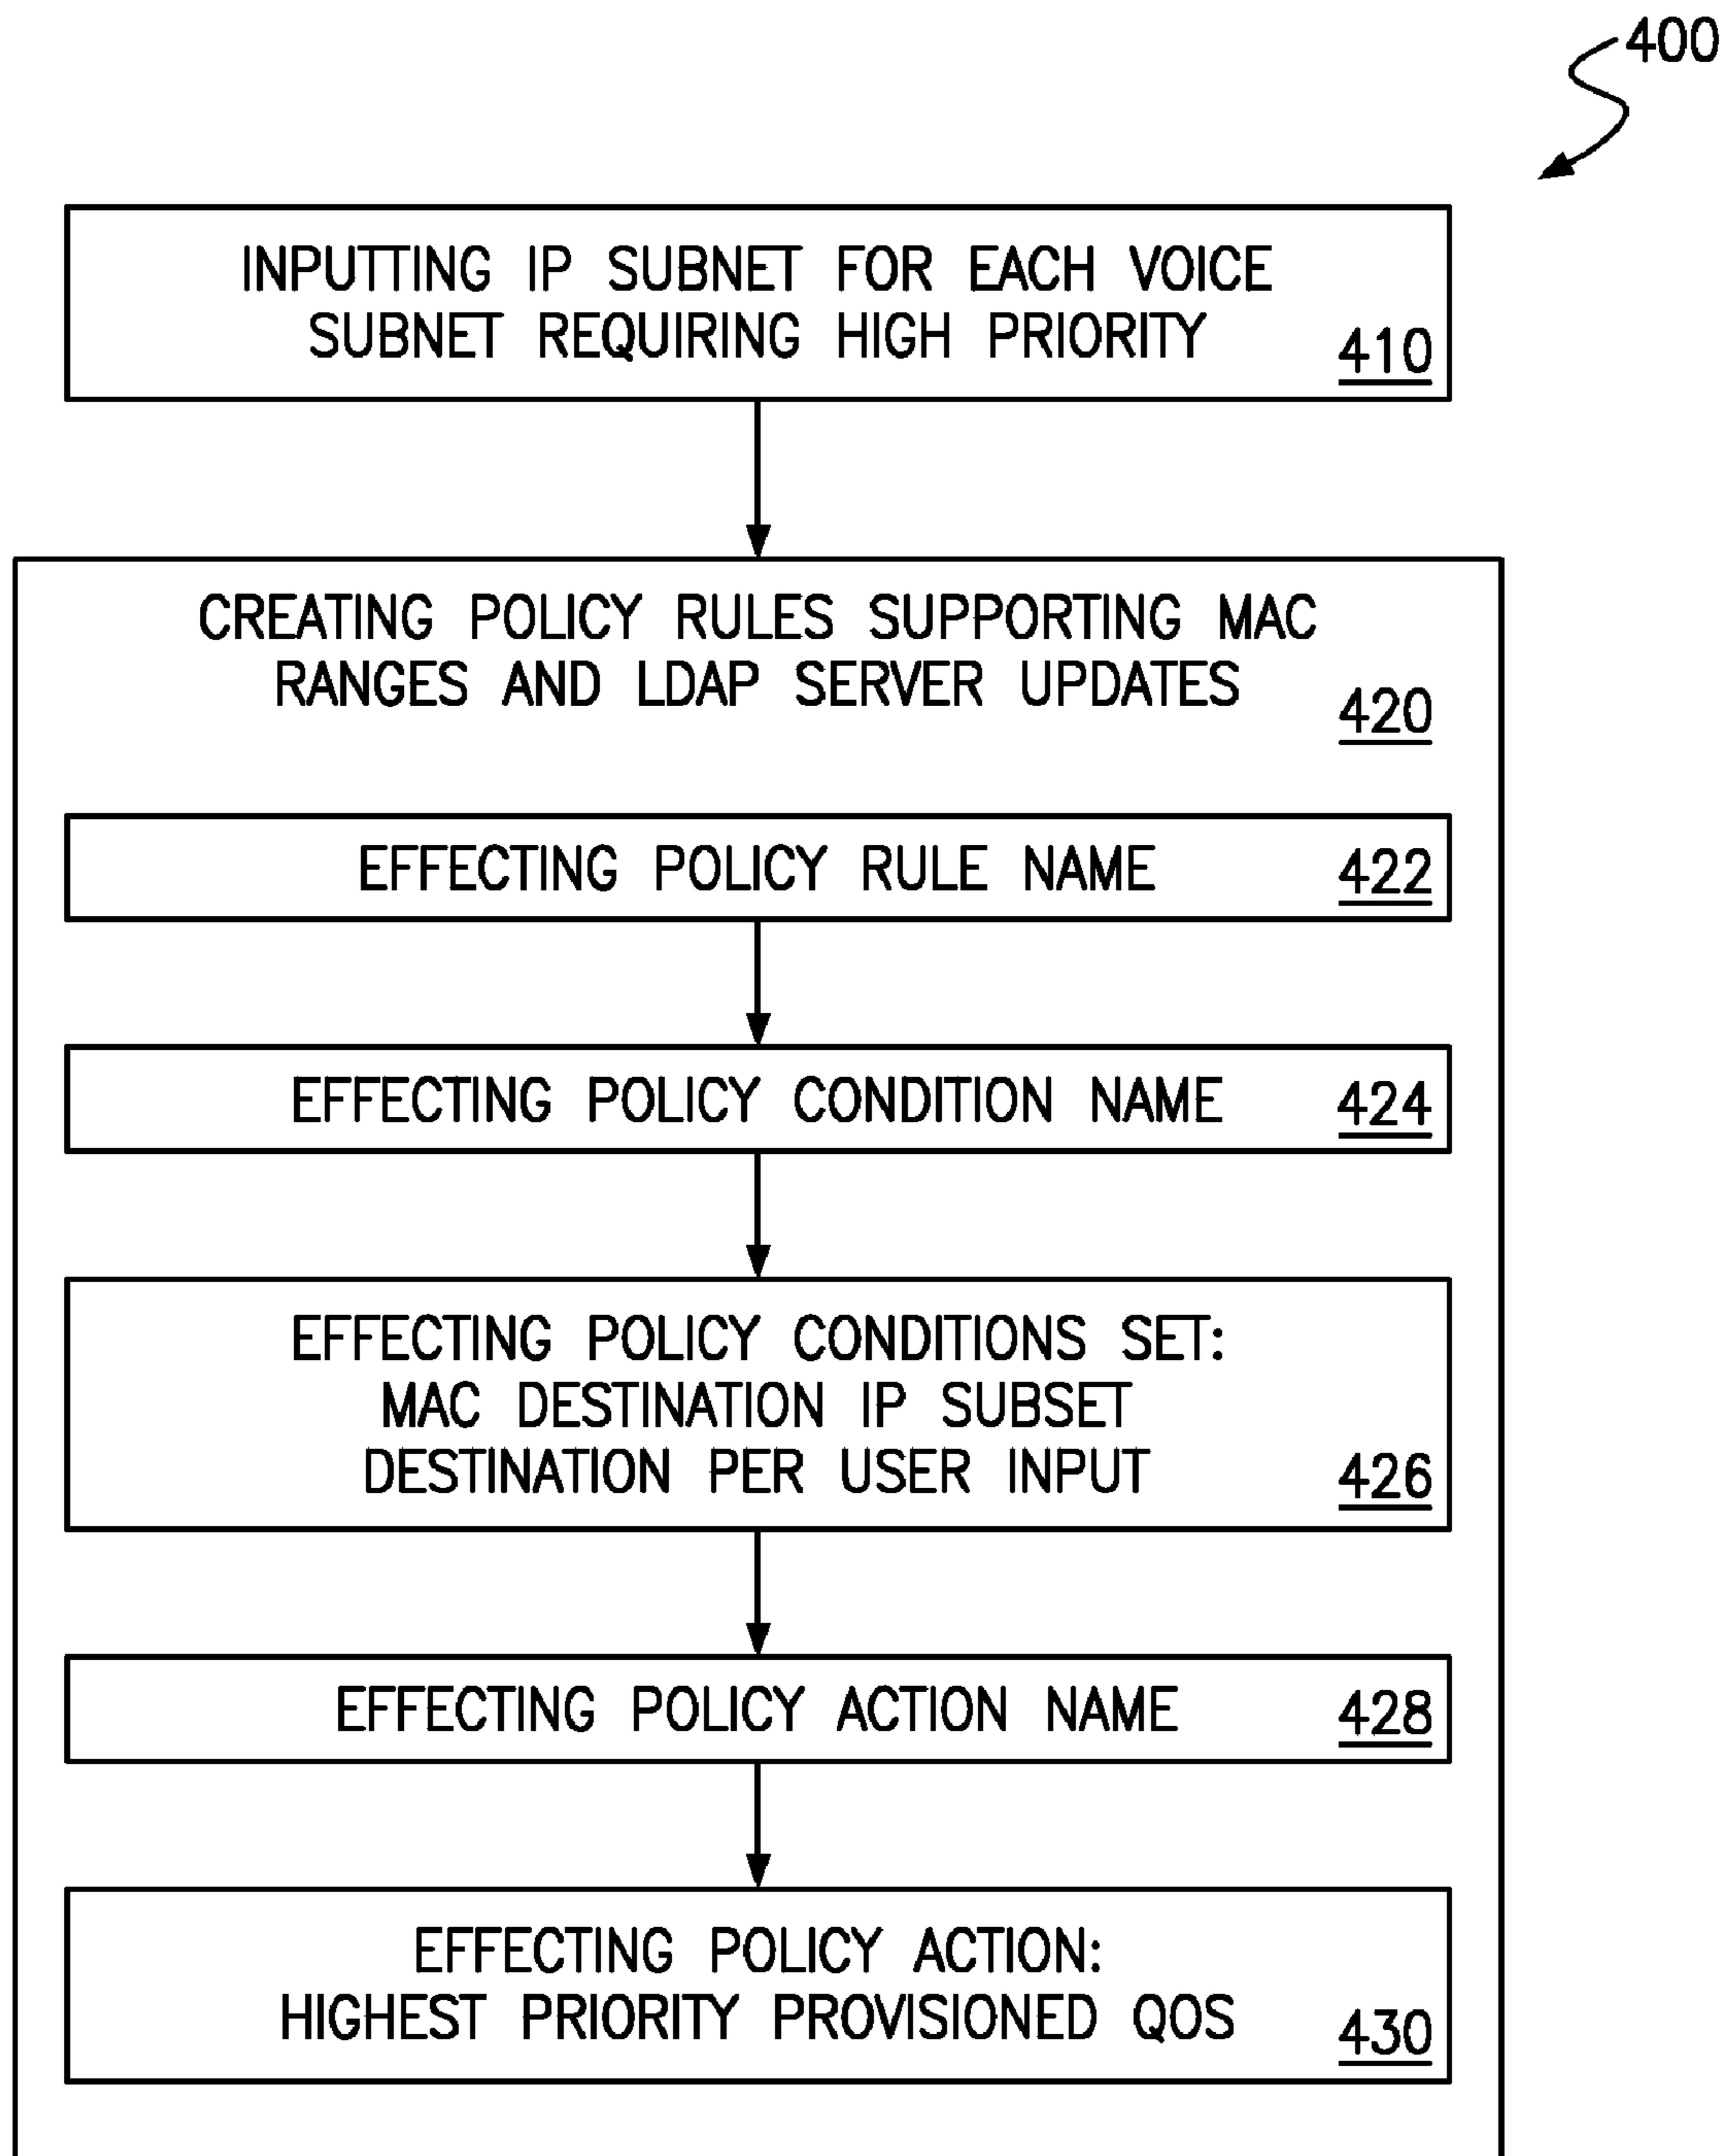 400
INPUTTING IP SUBNET FOR EACH VOICE
SUBNET REQUIRING HIGH PRIORITY
410
CREATING POLICY RULES SUPPORTING MAC
RANGES AND LDAP SERVER UPDATES
420
EFFECTING POLICY RULE NAME 422
EFFECTING POLICY CONDITION NAME 424
EFFECTING POLICY CONDITIONS SET:
MAC DESTINATION IP SUBSET
DESTINATION PER USER INPUT 426
EFFECTING POLICY ACTION NAME 428
EFFECTING POLICY ACTION:
HIGHEST PRIORITY PROVISIONED QOS 430